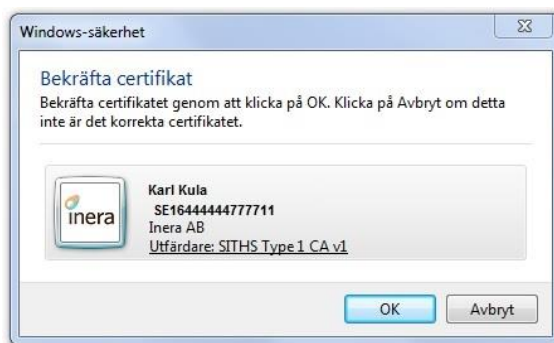 Windows-säkerhet
Bekräfta certifikat
Bekräfta certifikatet genom att klicka på OK. Klicka på Avbryt om detta
inte är det korrekta certifikatet.
inera
Karl Kula
SE16444444777711
Inera AB
Utfärdare: SITHS Type 1 CA v1
OK
Avbryt